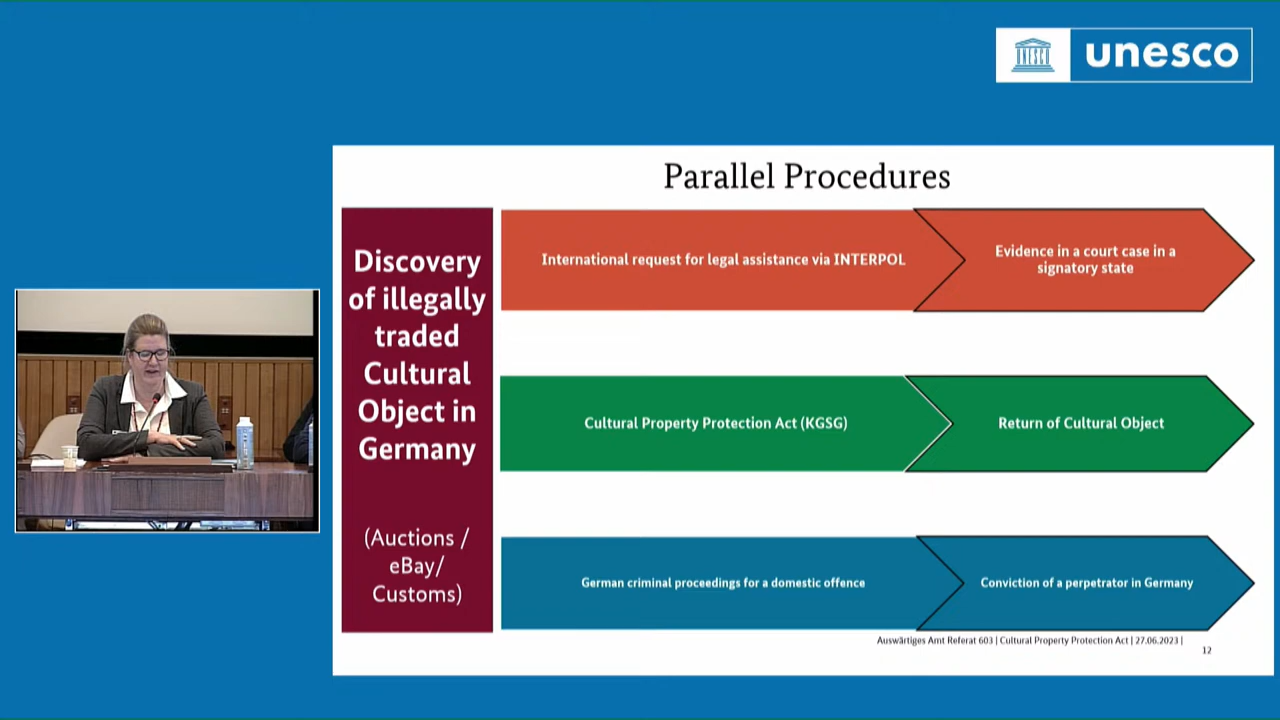 unesco
Parallel Procedures
Discovery
of illegally
traded
Cultural
Object in
Germany
(Auctions /
eBay/
Customs)
International request for legal assistance via INTERPOL
Evidence in a court case in a
signatory state
Cultural Property Protection Act (KGSG)
Return of Cultural Object
German criminal proceedings for a domestic offence
Conviction of a perpetrator in Germany
Auswärtiges Amt Referat 603 | Cultural Property Protection Act | 27.06.2023 |
12